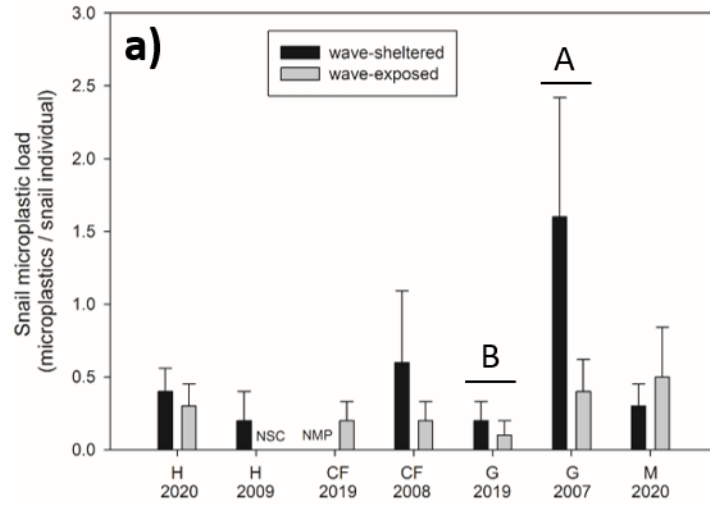 a)
wave-sheltered
wave-exposed
A
B
Snail microplastic load
(microplastics / snail individual)
3.0
2.5
2.0
1.5
1.0
0.5
0.0
NSC
NMP
H H CF CF G G M
2020 2009 2019 2008 2019 2007 2020